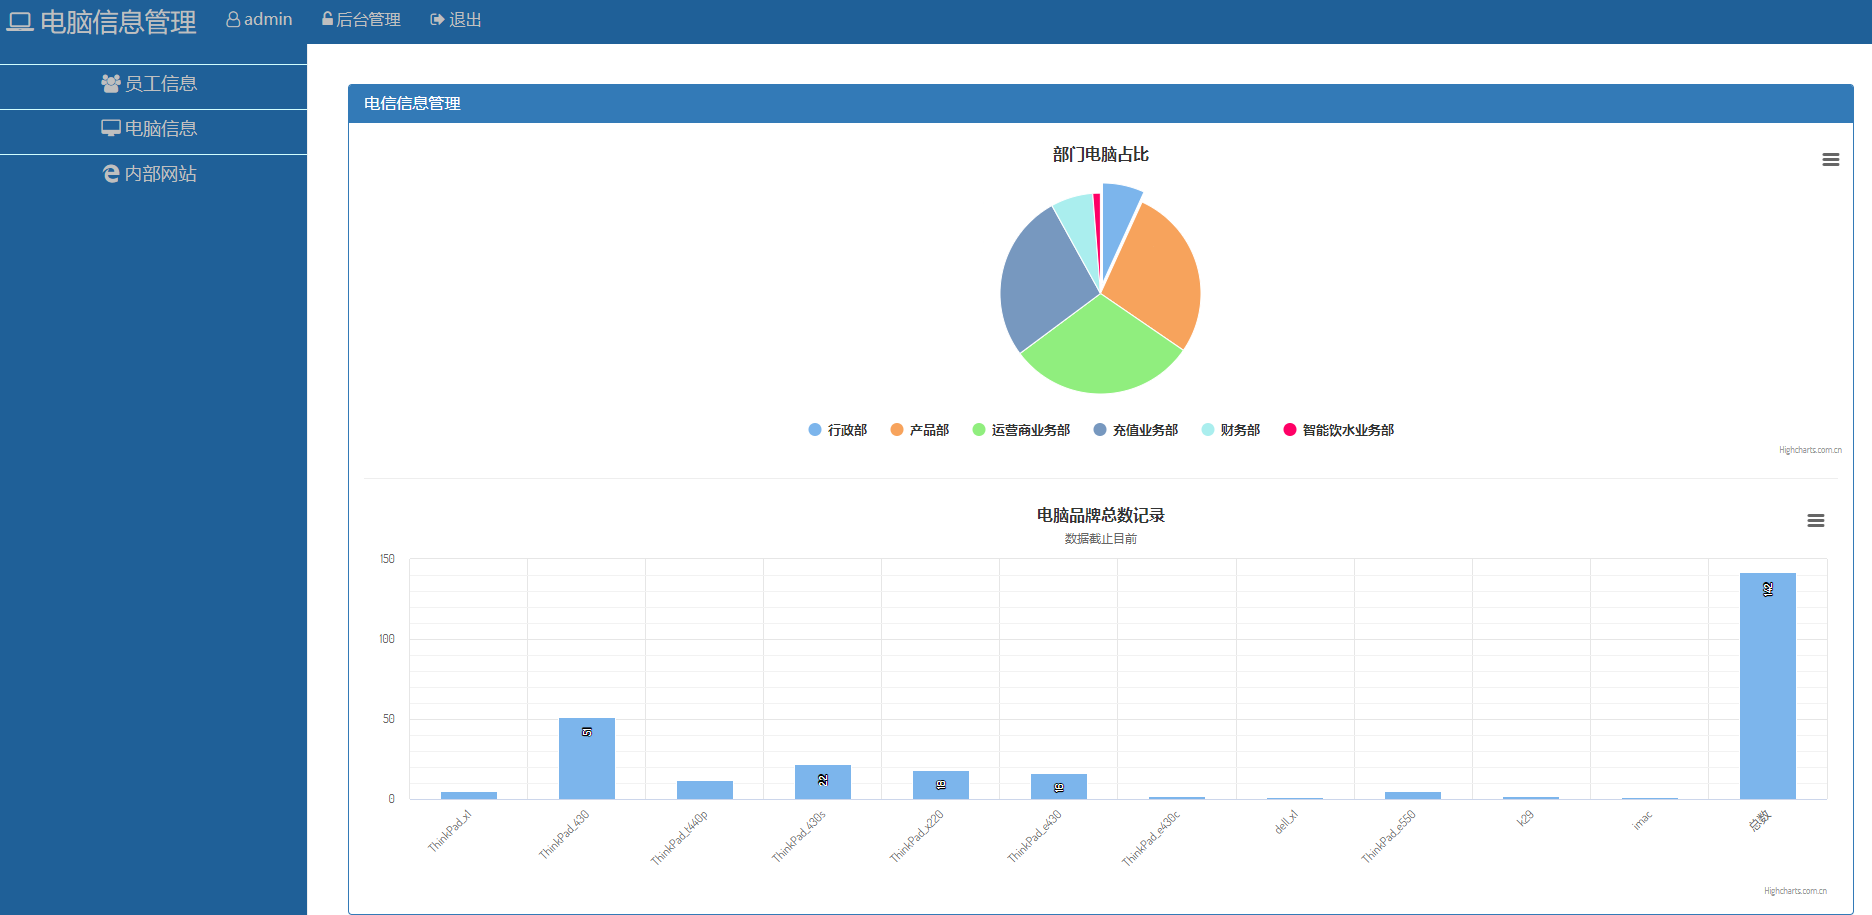 电脑信息管理 admin 后台管理 退出
员工信息
电脑信息
内部网站
电信信息管理
部门电脑占比
行政部 产品部 运营商业务部 充值业务部 财务部 智能饮水业务部
Highcharts.com.cn
电脑品牌总数记录
数据截止目前
150
100
50
0
142
51
22
18
16
ThinkPad_x1 ThinkPad_430 ThinkPad_t440p ThinkPad_430s ThinkPad_x220 ThinkPad_e430 ThinkPad_e430c dell_x1 ThinkPad_e550 k29 imac 总数
Highcharts.com.cn